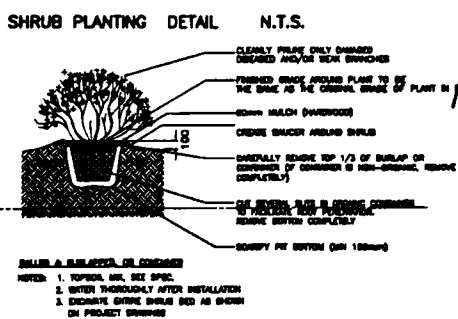 SHRUB PLANTING DETAIL N.T.S.
CLEANLY PRUNE ONLY DAMAGED
DISEASED AND/OR WEAK BRANCHES
FINISHED GRADE AROUND PLANT TO BE
THE SAME AS THE ORIGINAL GRADE OF PLANT IN
MULCH (HARDWOOD)
CREATE SAUCER AROUND SHRUB
CAREFULLY REMOVE TOP 1/3 OF BURLAP OR
CONTAINER (IF CONTAINER IS NON-ORGANIC, REMOVE
COMPLETELY)
CUT SEVERAL SLITS IN ORGANIC CONTAINER
TO FACILITATE ROOT PENETRATION.
REMOVE BOTTOM COMPLETELY
SCARIFY PIT BOTTOM (MIN 150mm)
BALLED & BURLAPPED, OR CONTAINER
NOTES: 1. TOPSOIL MIX, SEE SPEC.
2. WATER THOROUGHLY AFTER INSTALLATION
3. EXCAVATE ENTIRE SHRUB BED AS SHOWN
ON PROJECT DRAWINGS